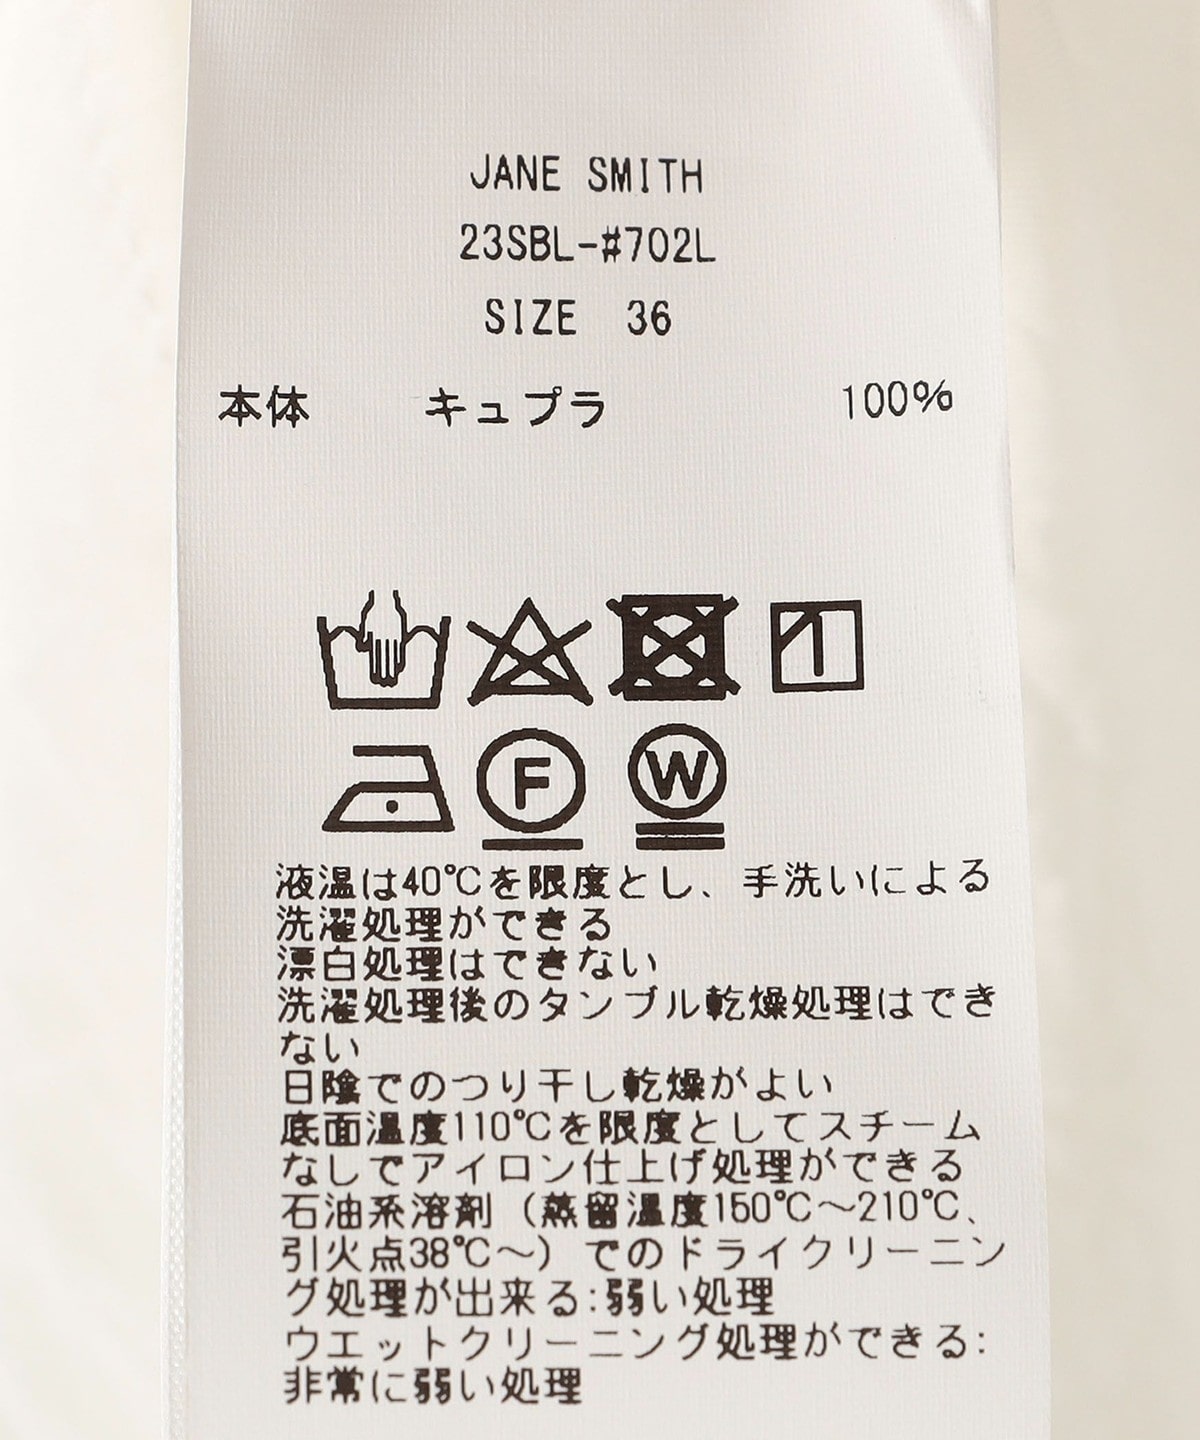 JANE SMITH
23SBL-#702L
SIZE 36
本体 キュプラ 100%
F W
液温は40℃を限度とし、手洗いによる
洗濯処理ができる
漂白処理はできない
洗濯処理後のタンブル乾燥処理はでき
ない
日陰でのつり干し乾燥がよい
底面温度110℃を限度としてスチーム
なしでアイロン仕上げ処理ができる
石油系溶剤（蒸留温度150℃～210℃、
引火点38℃～）でのドライクリーニン
グ処理が出来る:弱い処理
ウエットクリーニング処理ができる:
非常に弱い処理